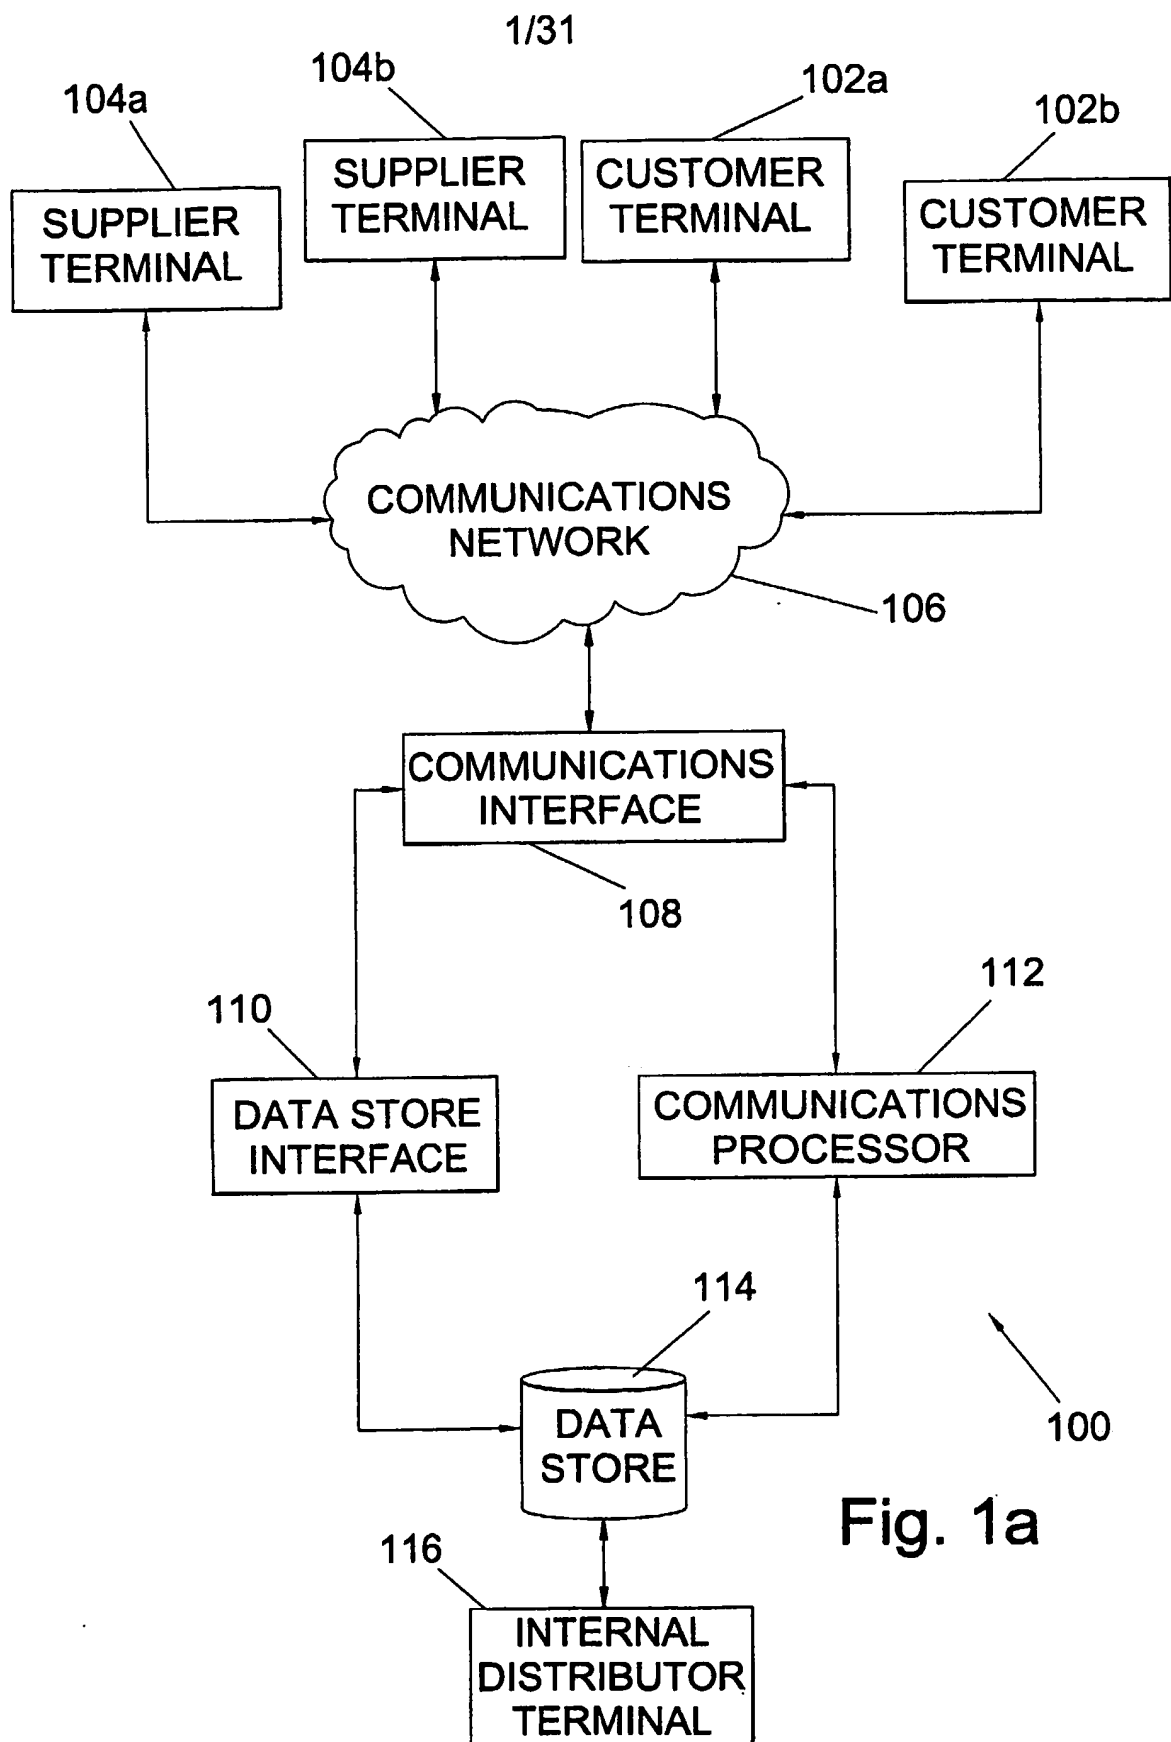 1/31
104a
104b
102a
102b
SUPPLIER
TERMINAL
SUPPLIER
TERMINAL
CUSTOMER
TERMINAL
CUSTOMER
TERMINAL
COMMUNICATIONS
NETWORK
106
COMMUNICATIONS
INTERFACE
108
110
112
DATA STORE
INTERFACE
COMMUNICATIONS
PROCESSOR
114
DATA
STORE
100
Fig. 1a
116
INTERNAL
DISTRIBUTOR
TERMINAL